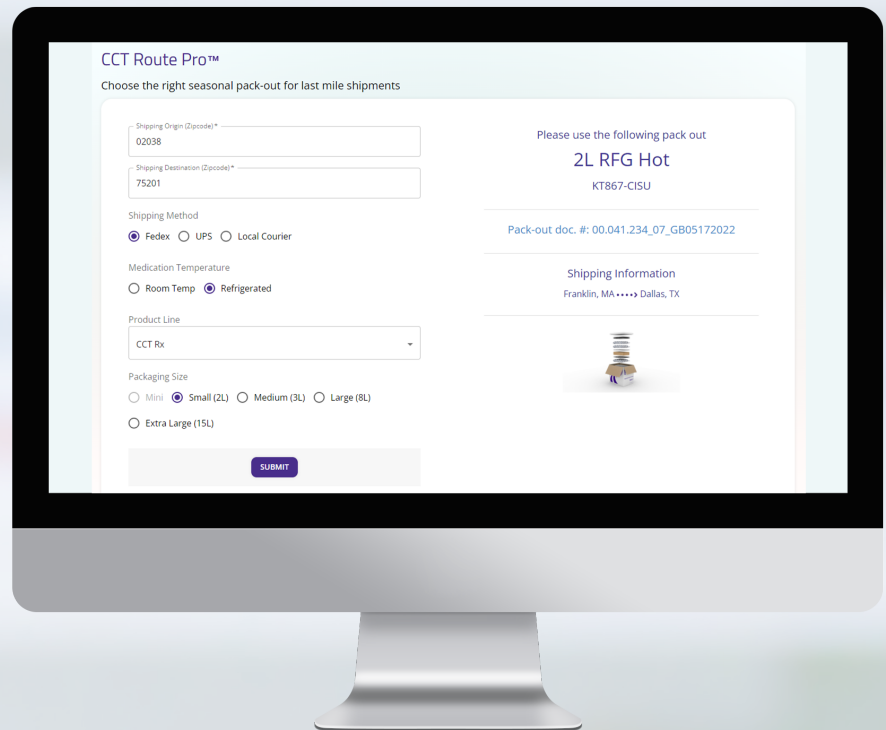 CCT Route Pro™
Choose the right seasonal pack-out for last mile shipments
Shipping Origin (Zipcode) *
02038
Shipping Destination (Zipcode) *
75201
Shipping Method
Fedex UPS Local Courier
Medication Temperature
Room Temp Refrigerated
Product Line
CCT Rx
Packaging Size
Mini Small (2L) Medium (3L) Large (8L)
Extra Large (15L)
SUBMIT
Please use the following pack out
2L RFG Hot
KT867-CISU
Pack-out doc. #: 00.041.234_07_GB05172022
Shipping Information
Franklin, MA ····› Dallas, TX